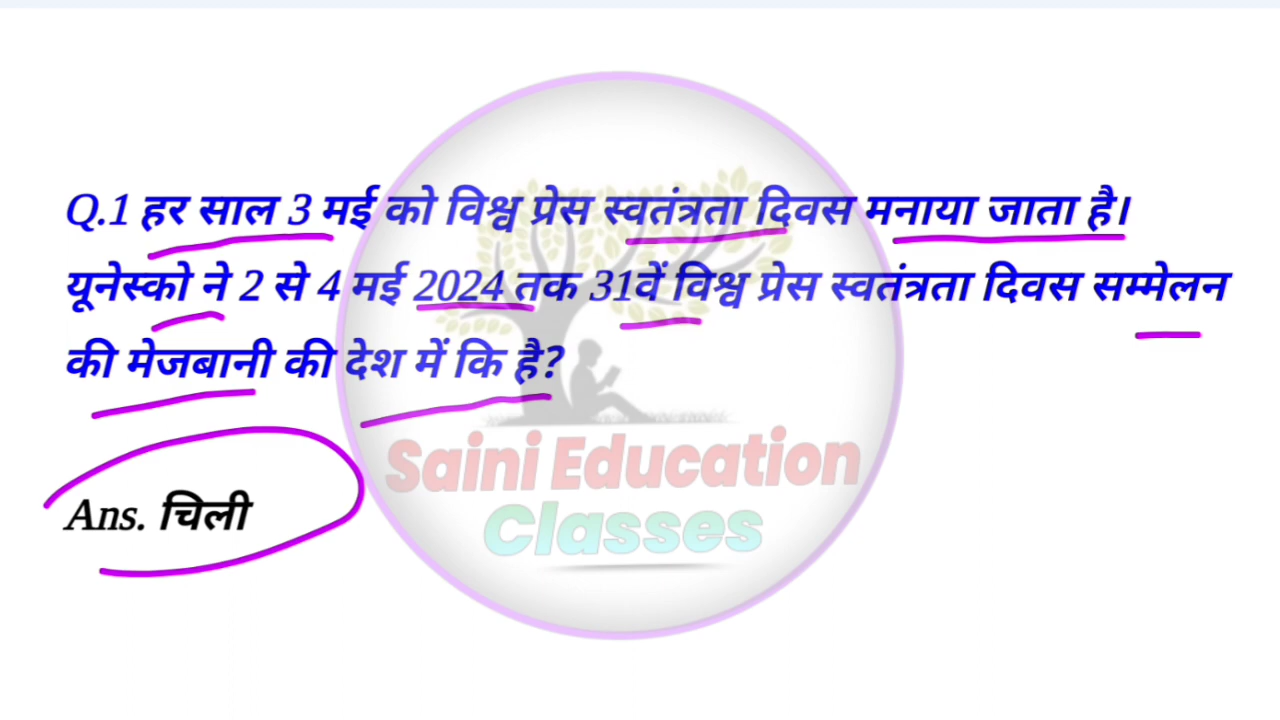 Q.1 हर साल 3 मई को विश्व प्रेस स्वतंत्रता दिवस मनाया जाता है।
यूनेस्को ने 2 से 4 मई 2024 तक 31वें विश्व प्रेस स्वतंत्रता दिवस सम्मेलन
की मेजबानी की देश में कि है?
Saini Education
Classes
Ans. चिली